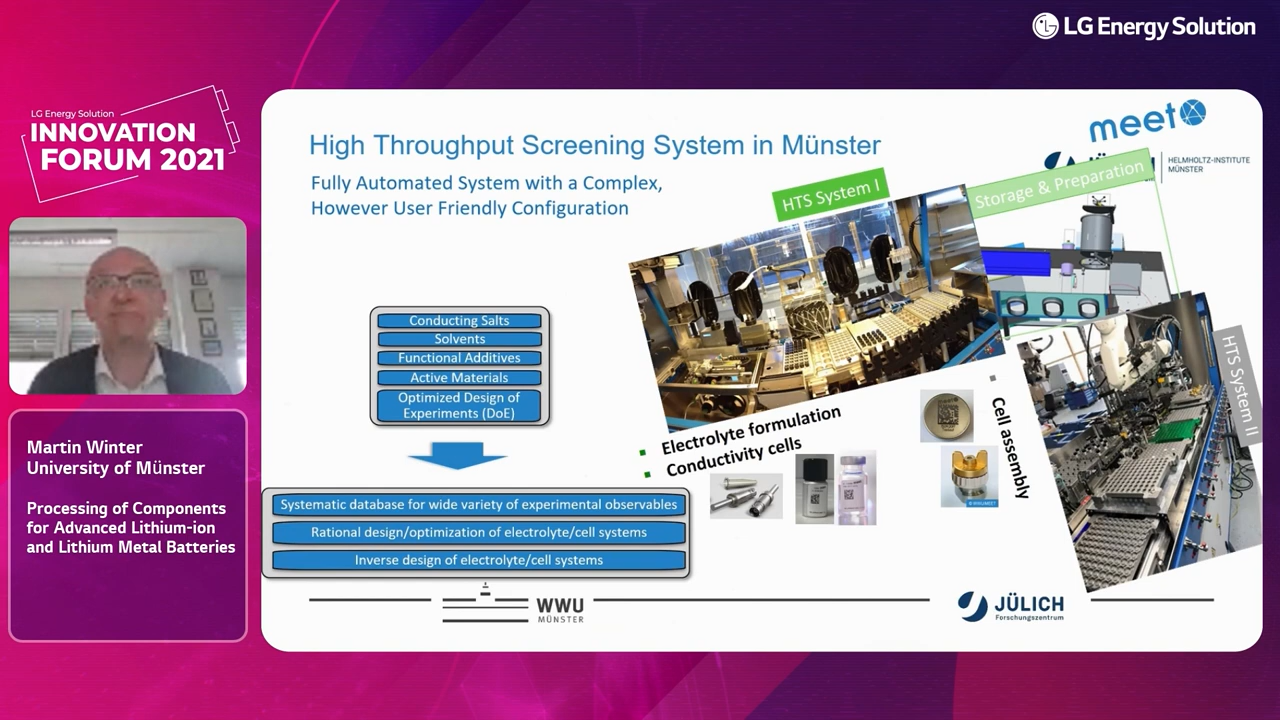 LG Energy Solution
LG Energy Solution
INNOVATION
FORUM 2021
Martin Winter
University of Münster
Processing of Components
for Advanced Lithium-ion
and Lithium Metal Batteries
High Throughput Screening System in Münster
Fully Automated System with a Complex,
However User Friendly Configuration
meet
HELMHOLTZ-INSTITUTE
MÜNSTER
HTS System I
Storage & Preparation
HTS System II
Conducting Salts
Solvents
Functional Additives
Active Materials
Optimized Design of
Experiments (DoE)
Electrolyte formulation
Conductivity cells
Cell assembly
Systematic database for wide variety of experimental observables
Rational design/optimization of electrolyte/cell systems
Inverse design of electrolyte/cell systems
WWU
MÜNSTER
JÜLICH
Forschungszentrum